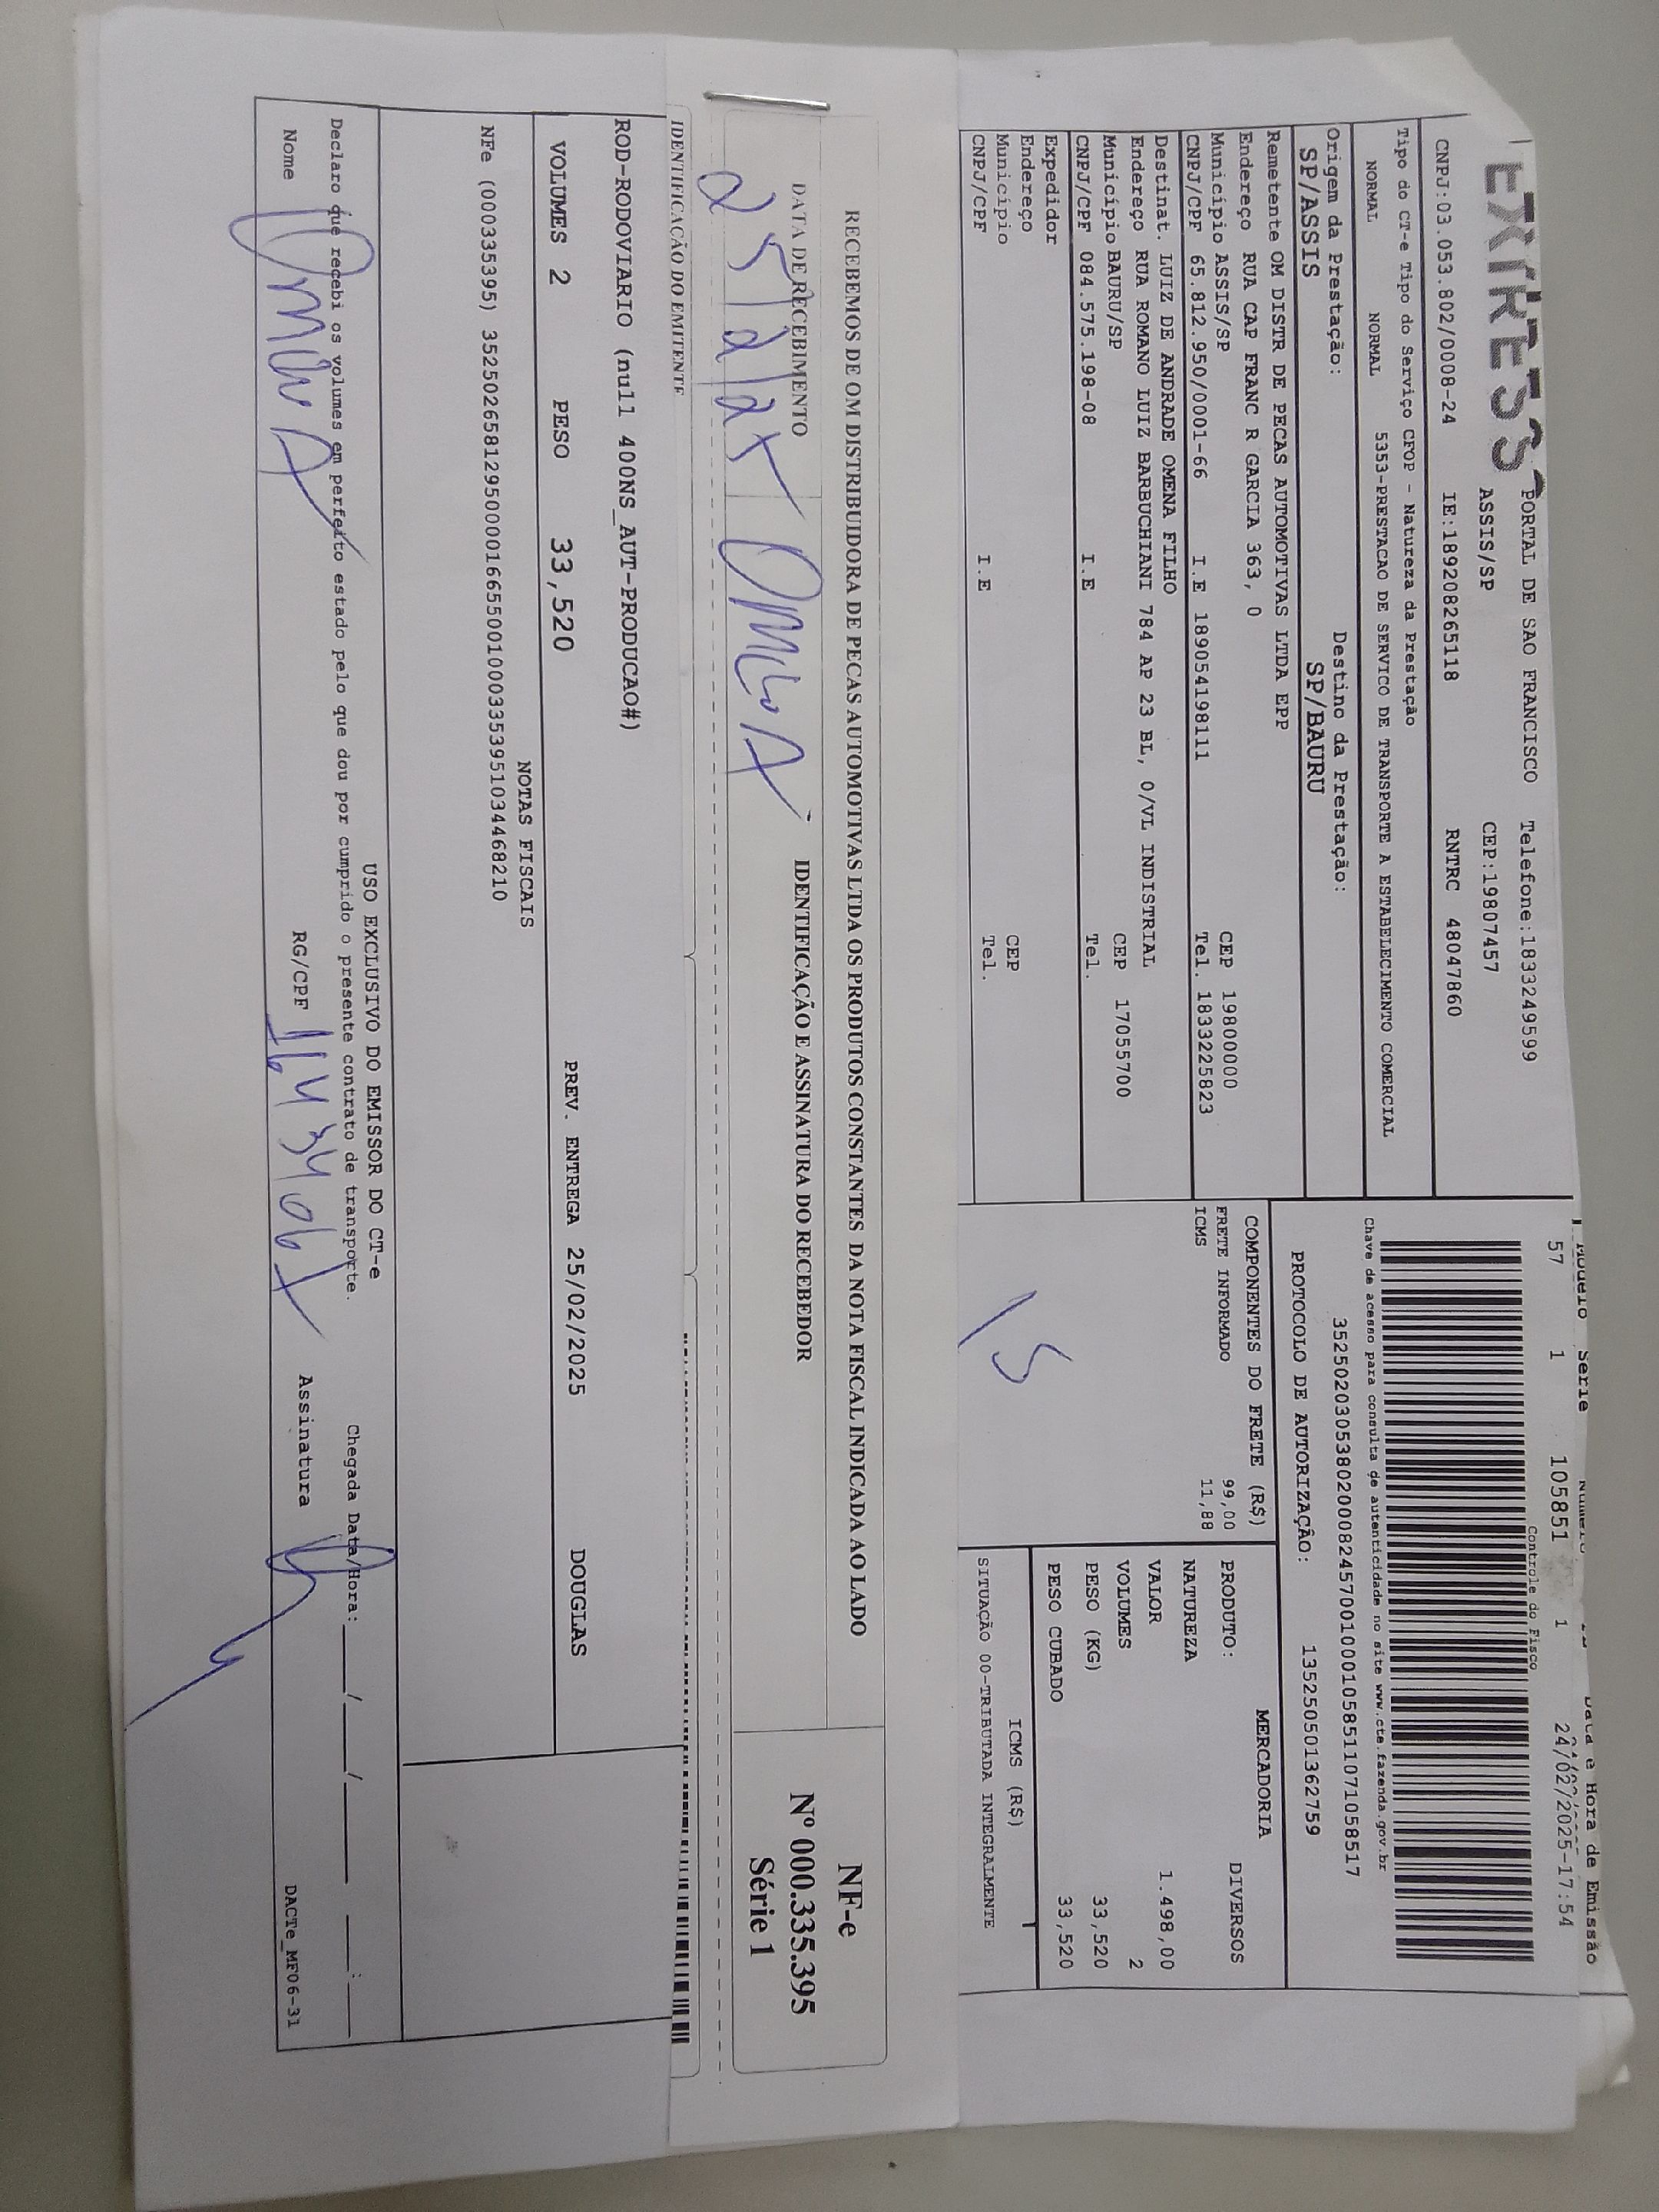 EXPRESS
PORTAL DE SAO FRANCISCO Telefone:1833249599
ASSIS/SP CEP:19807457
CNPJ:03.053.802/0008-24 IE:189208265118 RNTRC 48047860
Tipo do CT-e Tipo do Serviço CFOP - Natureza da Prestação
NORMAL NORMAL 5353-PRESTACAO DE SERVICO DE TRANSPORTE A ESTABELECIMENTO COMERCIAL
Origem da Prestação: Destino da Prestação:
SP/ASSIS SP/BAURU
Remetente OM DISTR DE PECAS AUTOMOTIVAS LTDA EPP
Endereço RUA CAP FRANC R GARCIA 363, 0
Município ASSIS/SP CEP 19800000
CNPJ/CPF 65.812.950/0001-66 I.E 189054198111 Tel. 1833225823
Destinat. LUIZ DE ANDRADE OMENA FILHO
Endereço RUA ROMANO LUIZ BARBUCHIANI 784 AP 23 BL, 0/VL INDISTRIAL
Município BAURU/SP CEP 17055700
CNPJ/CPF 084.575.198-08 I.E Tel.
Expedidor
Endereço
Município CEP
CNPJ/CPF I.E Tel.
Modelo Série Número Data e Hora de Emissão
57 1 105851 1 24/02/2025-17:54
Controle do Fisco
Chave de acesso para consulta de autenticidade no site www.cte.fazenda.gov.br
35250203053802000824570010001058511071058517
PROTOCOLO DE AUTORIZAÇÃO: 135250501362759
COMPONENTES DO FRETE (R$)
FRETE INFORMADO 99,00
ICMS 11,88
15
MERCADORIA
PRODUTO: DIVERSOS
NATUREZA
VALOR 1.498,00
VOLUMES 2
PESO (KG) 33,520
PESO CUBADO 33,520
ICMS (R$)
SITUAÇÃO 00-TRIBUTADA INTEGRALMENTE
RECEBEMOS DE OM DISTRIBUIDORA DE PECAS AUTOMOTIVAS LTDA OS PRODUTOS CONSTANTES DA NOTA FISCAL INDICADA AO LADO
DATA DE RECEBIMENTO IDENTIFICAÇÃO E ASSINATURA DO RECEBEDOR
NF-e
Nº 000.335.395
Série 1
IDENTIFICAÇÃO DO EMITENTE
ROD-RODOVIARIO (null 400NS_AUT-PRODUCAO#)
VOLUMES 2 PESO 33,520 PREV. ENTREGA 25/02/2025 DOUGLAS
NOTAS FISCAIS
NFe (000335395) 35250265812950000166550010003353951034468210
USO EXCLUSIVO DO EMISSOR DO CT-e
Declaro que recebi os volumes em perfeito estado pelo que dou por cumprido o presente contrato de transporte. Chegada Data/Hora: ___/___/_____ ___:___
Nome RG/CPF Assinatura
DACTe_MF06-31